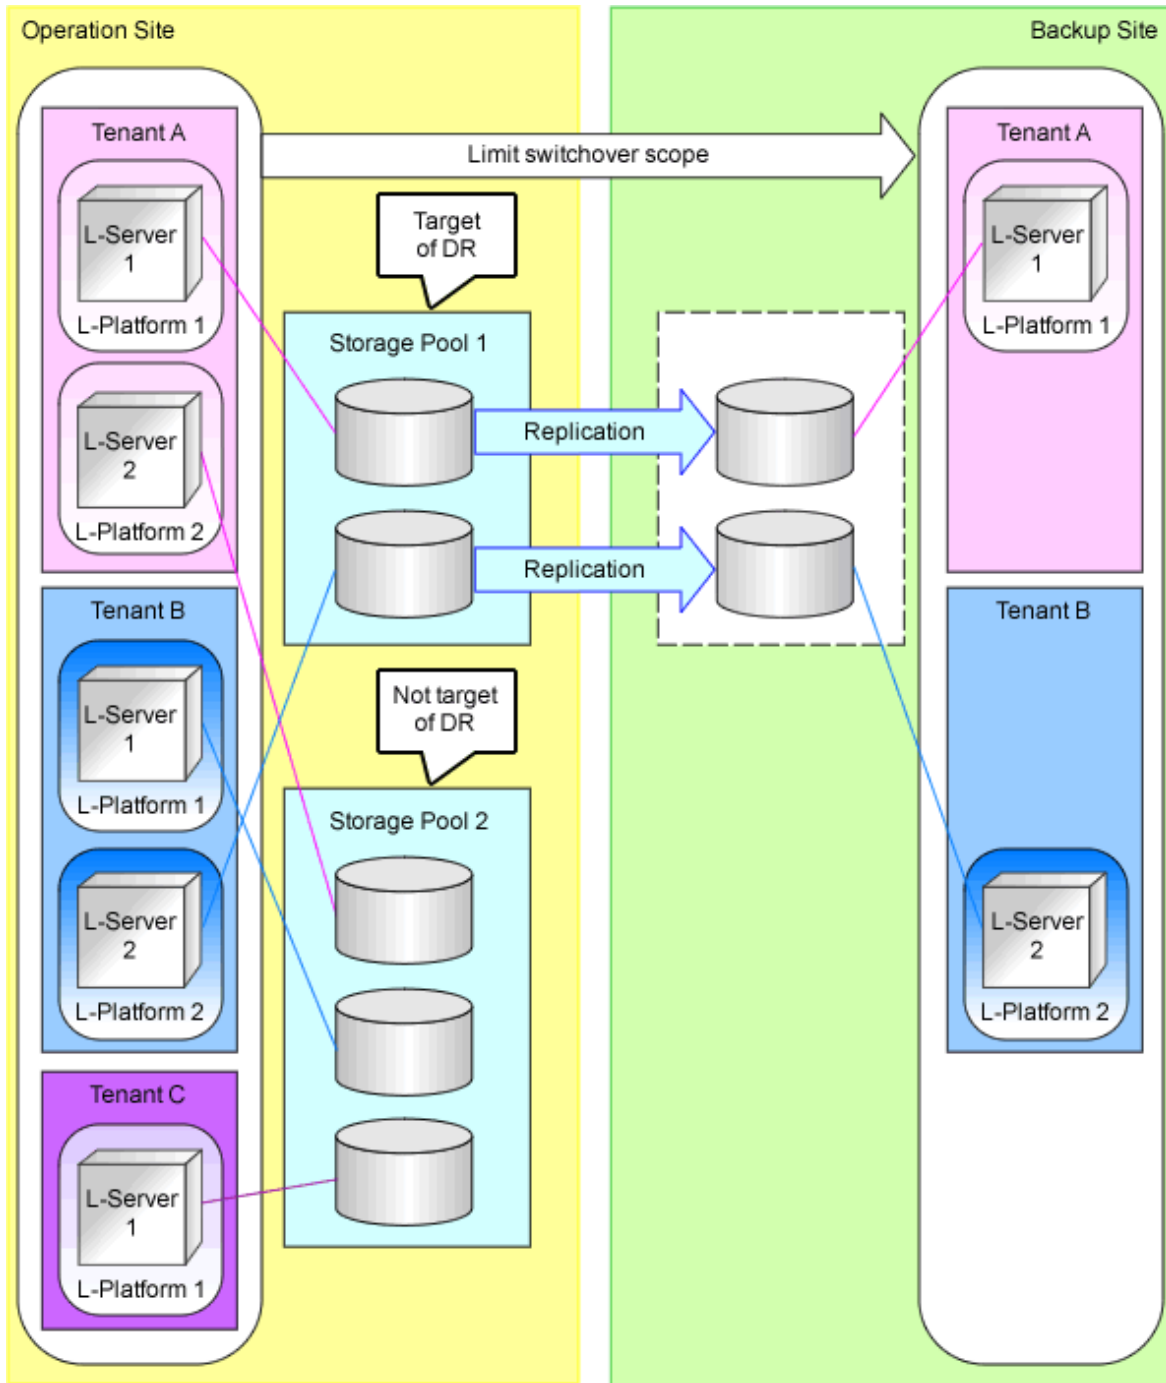 Operation Site
Backup Site
Tenant A
L-Server
1
L-Platform 1
L-Server
2
L-Platform 2
Tenant B
L-Server
1
L-Platform 1
L-Server
2
L-Platform 2
Tenant C
L-Server
1
L-Platform 1
Limit switchover scope
Target
of DR
Storage Pool 1
Replication
Replication
Not target
of DR
Storage Pool 2
Tenant A
L-Server
1
L-Platform 1
Tenant B
L-Server
2
L-Platform 2